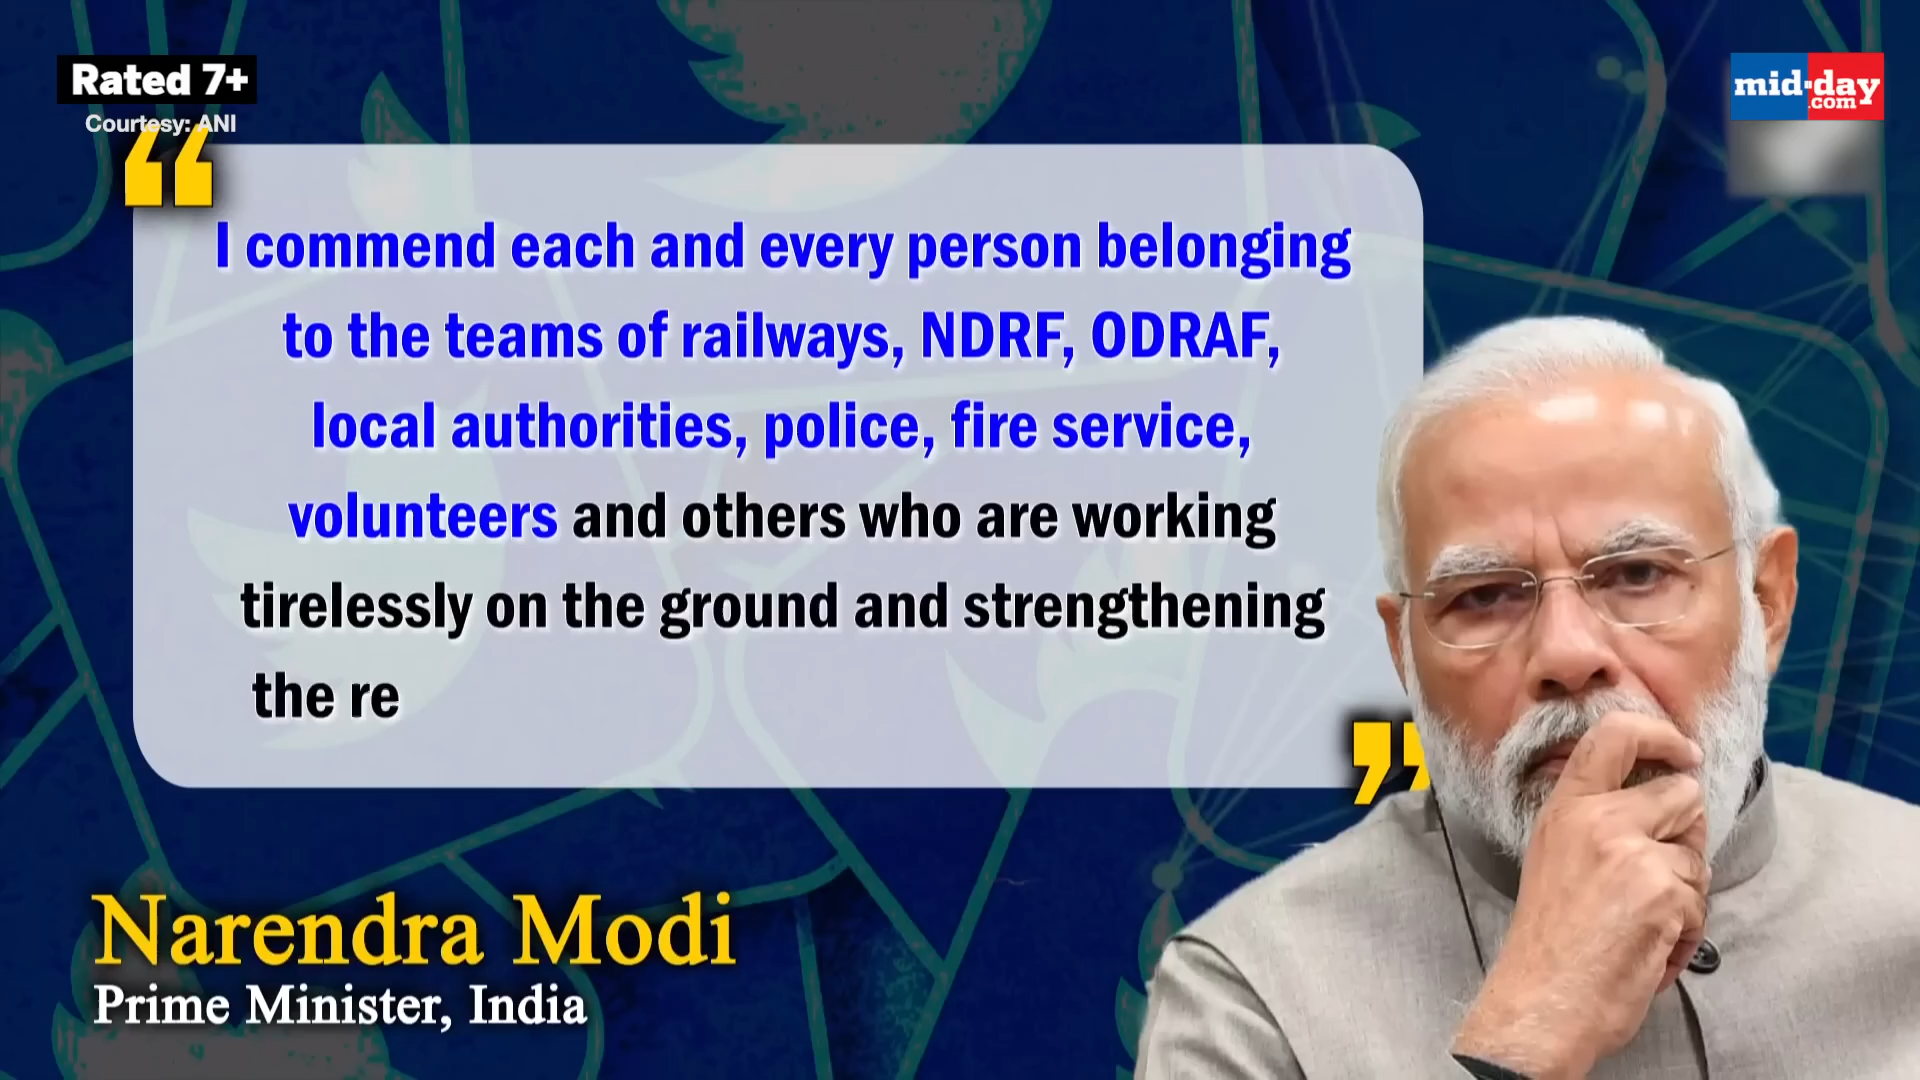 Rated 7+
Courtesy: ANI
mid-day
.com
“
I commend each and every person belonging
to the teams of railways, NDRF, ODRAF,
local authorities, police, fire service,
volunteers and others who are working
tirelessly on the ground and strengthening
the re
”
Narendra Modi
Prime Minister, India